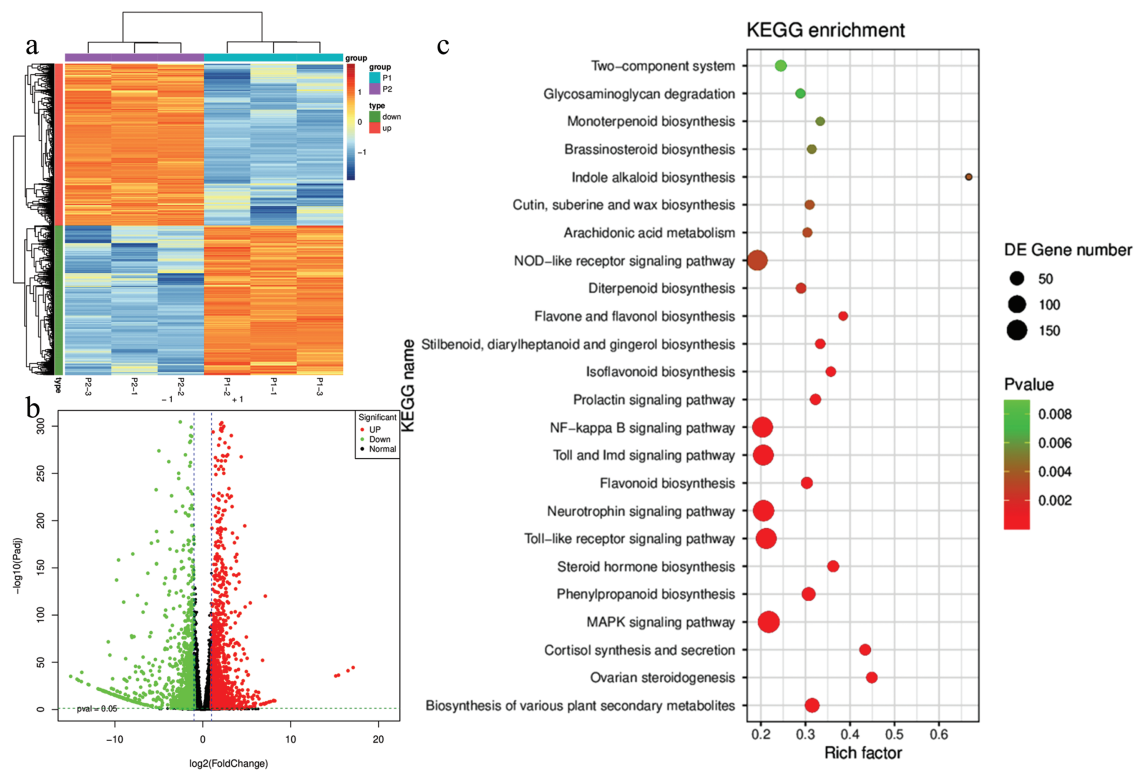 a
group
group
P1
P2
type
down
up
1
0
−1
type
P2-3
P2-1
P2-2
P1-2
P1-1
P1-3
−1
+1
b
Significant
UP
Down
Normal
300
250
200
150
100
50
0
−log10(Padj)
pval = 0.05
−10
0
10
20
log2(FoldChange)
c
KEGG enrichment
KEGG name
Two−component system
Glycosaminoglycan degradation
Monoterpenoid biosynthesis
Brassinosteroid biosynthesis
Indole alkaloid biosynthesis
Cutin, suberine and wax biosynthesis
Arachidonic acid metabolism
NOD−like receptor signaling pathway
Diterpenoid biosynthesis
Flavone and flavonol biosynthesis
Stilbenoid, diarylheptanoid and gingerol biosynthesis
Isoflavonoid biosynthesis
Prolactin signaling pathway
NF−kappa B signaling pathway
Toll and Imd signaling pathway
Flavonoid biosynthesis
Neurotrophin signaling pathway
Toll−like receptor signaling pathway
Steroid hormone biosynthesis
Phenylpropanoid biosynthesis
MAPK signaling pathway
Cortisol synthesis and secretion
Ovarian steroidogenesis
Biosynthesis of various plant secondary metabolites
0.2
0.3
0.4
0.5
0.6
Rich factor
DE Gene number
50
100
150
Pvalue
0.008
0.006
0.004
0.002